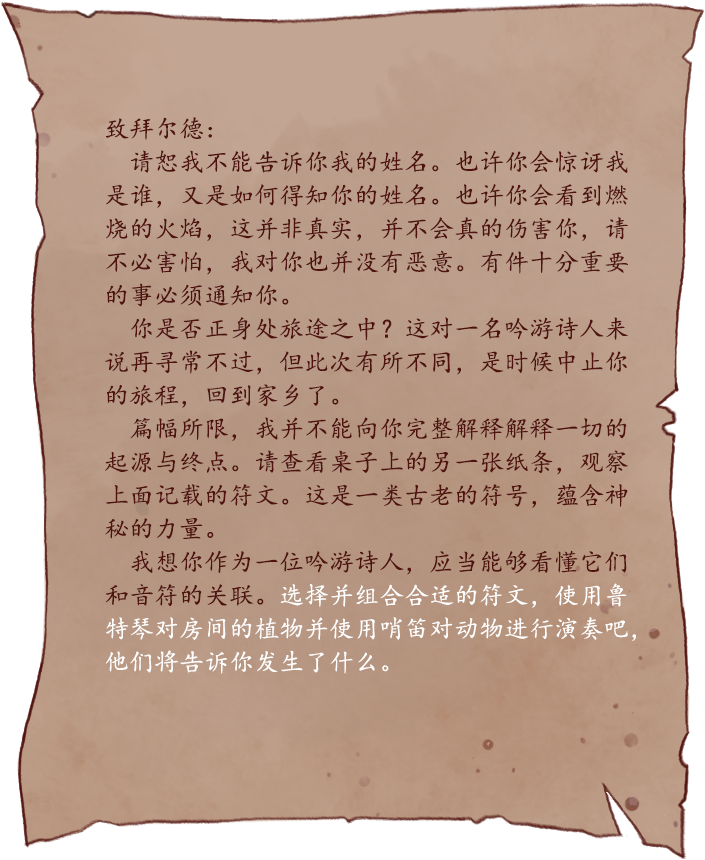 致拜尔德：
请恕我不能告诉你我的姓名。也许你会惊讶我
是谁，又是如何得知你的姓名。也许你会看到燃
烧的火焰，这并非真实，并不会真的伤害你，请
不必害怕，我对你也并没有恶意。有件十分重要
的事必须通知你。
你是否正身处旅途之中？这对一名吟游诗人来
说再寻常不过，但此次有所不同，是时候中止你
的旅程，回到家乡了。
篇幅所限，我并不能向你完整解释解释一切的
起源与终点。请查看桌子上的另一张纸条，观察
上面记载的符文。这是一类古老的符号，蕴含神
秘的力量。
我想你作为一位吟游诗人，应当能够看懂它们
和音符的关联。选择并组合合适的符文，使用鲁
特琴对房间的植物并使用哨笛对动物进行演奏吧，
他们将告诉你发生了什么。